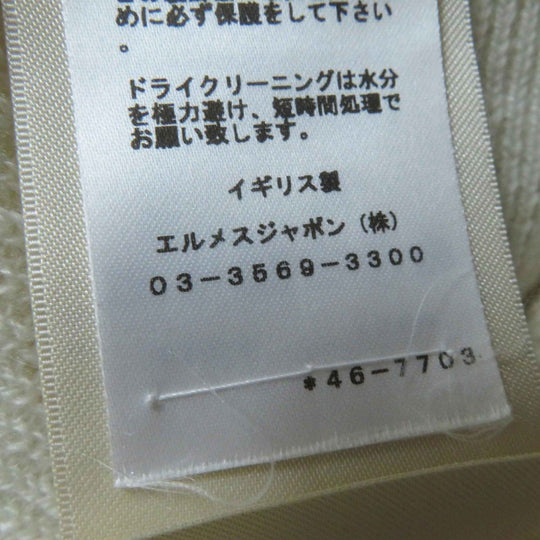 めに必ず保護をして下さい
。
ドライクリーニングは水分
を極力避け、短時間処理で
お願い致します。
イギリス製
エルメスジャポン（株）
03-3569-3300
*46-7703